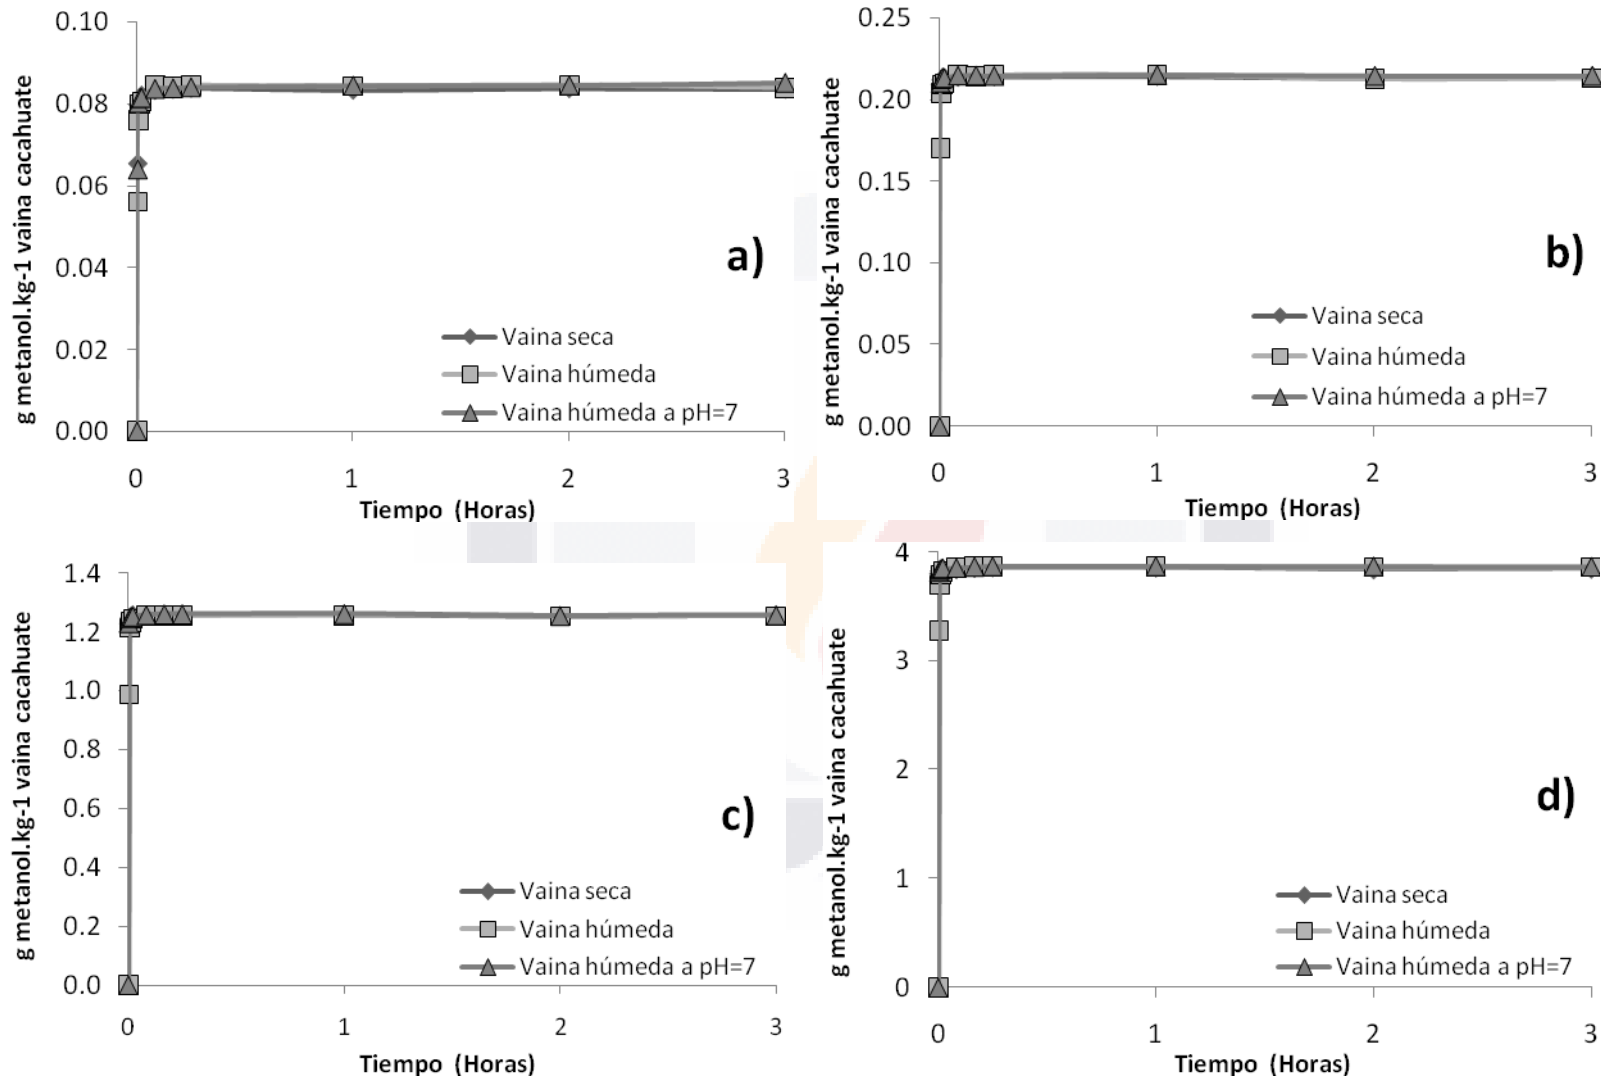 g metanol.kg-1 vaina cacahuate
0.10
0.08
0.06
0.04
0.02
0.00
a)
Vaina seca
Vaina húmeda
Vaina húmeda a pH=7
0 1 2 3
Tiempo (Horas)
g metanol.kg-1 vaina cacahuate
0.25
0.20
0.15
0.10
0.05
0.00
b)
Vaina seca
Vaina húmeda
Vaina húmeda a pH=7
0 1 2 3
Tiempo (Horas)
g metanol.kg-1 vaina cacahuate
1.4
1.2
1.0
0.8
0.6
0.4
0.2
0.0
c)
Vaina seca
Vaina húmeda
Vaina húmeda a pH=7
0 1 2 3
Tiempo (Horas)
g metanol.kg-1 vaina cacahuate
4
3
2
1
0
d)
Vaina seca
Vaina húmeda
Vaina húmeda a pH=7
0 1 2 3
Tiempo (Horas)